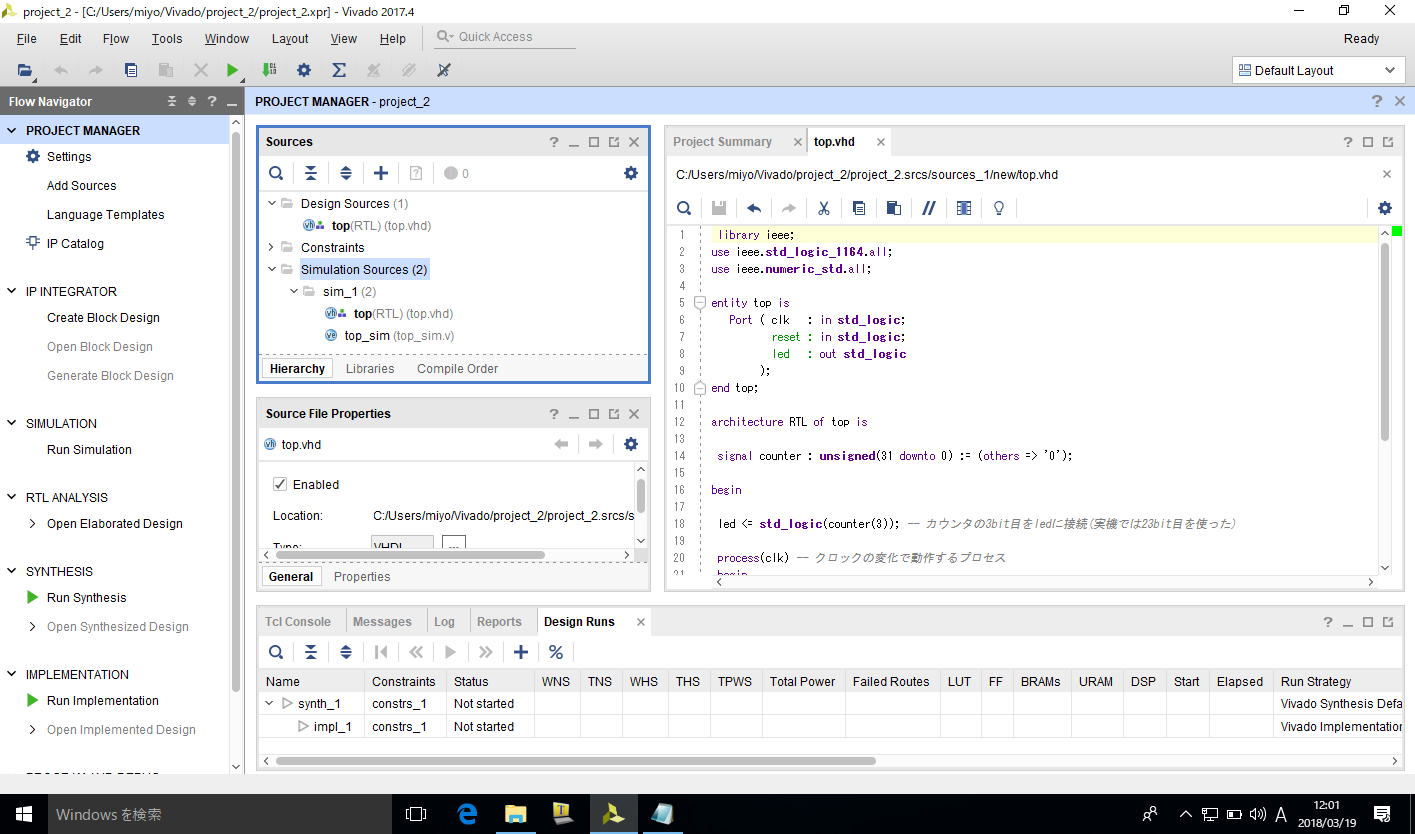 project_2 - [C:/Users/miyo/Vivado/project_2/project_2.xpr] - Vivado 2017.4
File Edit Flow Tools Window Layout View Help Quick Access Ready
Default Layout
Flow Navigator
PROJECT MANAGER - project_2
PROJECT MANAGER
Settings
Add Sources
Language Templates
IP Catalog
IP INTEGRATOR
Create Block Design
Open Block Design
Generate Block Design
SIMULATION
Run Simulation
RTL ANALYSIS
Open Elaborated Design
SYNTHESIS
Run Synthesis
Open Synthesized Design
IMPLEMENTATION
Run Implementation
Open Implemented Design
Sources
0
Design Sources (1)
top(RTL) (top.vhd)
Constraints
Simulation Sources (2)
sim_1 (2)
top(RTL) (top.vhd)
top_sim (top_sim.v)
Hierarchy Libraries Compile Order
Source File Properties
top.vhd
Enabled
Location: C:/Users/miyo/Vivado/project_2/project_2.srcs/s
Type: VHDL ...
General Properties
Project Summary top.vhd
C:/Users/miyo/Vivado/project_2/project_2.srcs/sources_1/new/top.vhd
1 library ieee;
2 use ieee.std_logic_1164.all;
3 use ieee.numeric_std.all;
4
5 entity top is
6 Port ( clk : in std_logic;
7 reset : in std_logic;
8 led : out std_logic
9 );
10 end top;
11
12 architecture RTL of top is
13
14 signal counter : unsigned(31 downto 0) := (others => '0');
15
16 begin
17
18 led <= std_logic(counter(3)); -- カウンタの3bit目をledに接続(実機では23bit目を使った)
19
20 process(clk) -- クロックの変化で動作するプロセス
21 begin
Tcl Console Messages Log Reports Design Runs
Name Constraints Status WNS TNS WHS THS TPWS Total Power Failed Routes LUT FF BRAMs URAM DSP Start Elapsed Run Strategy
synth_1 constrs_1 Not started Vivado Synthesis Defa
impl_1 constrs_1 Not started Vivado Implementation
Windows を検索
A
12:01
2018/03/19